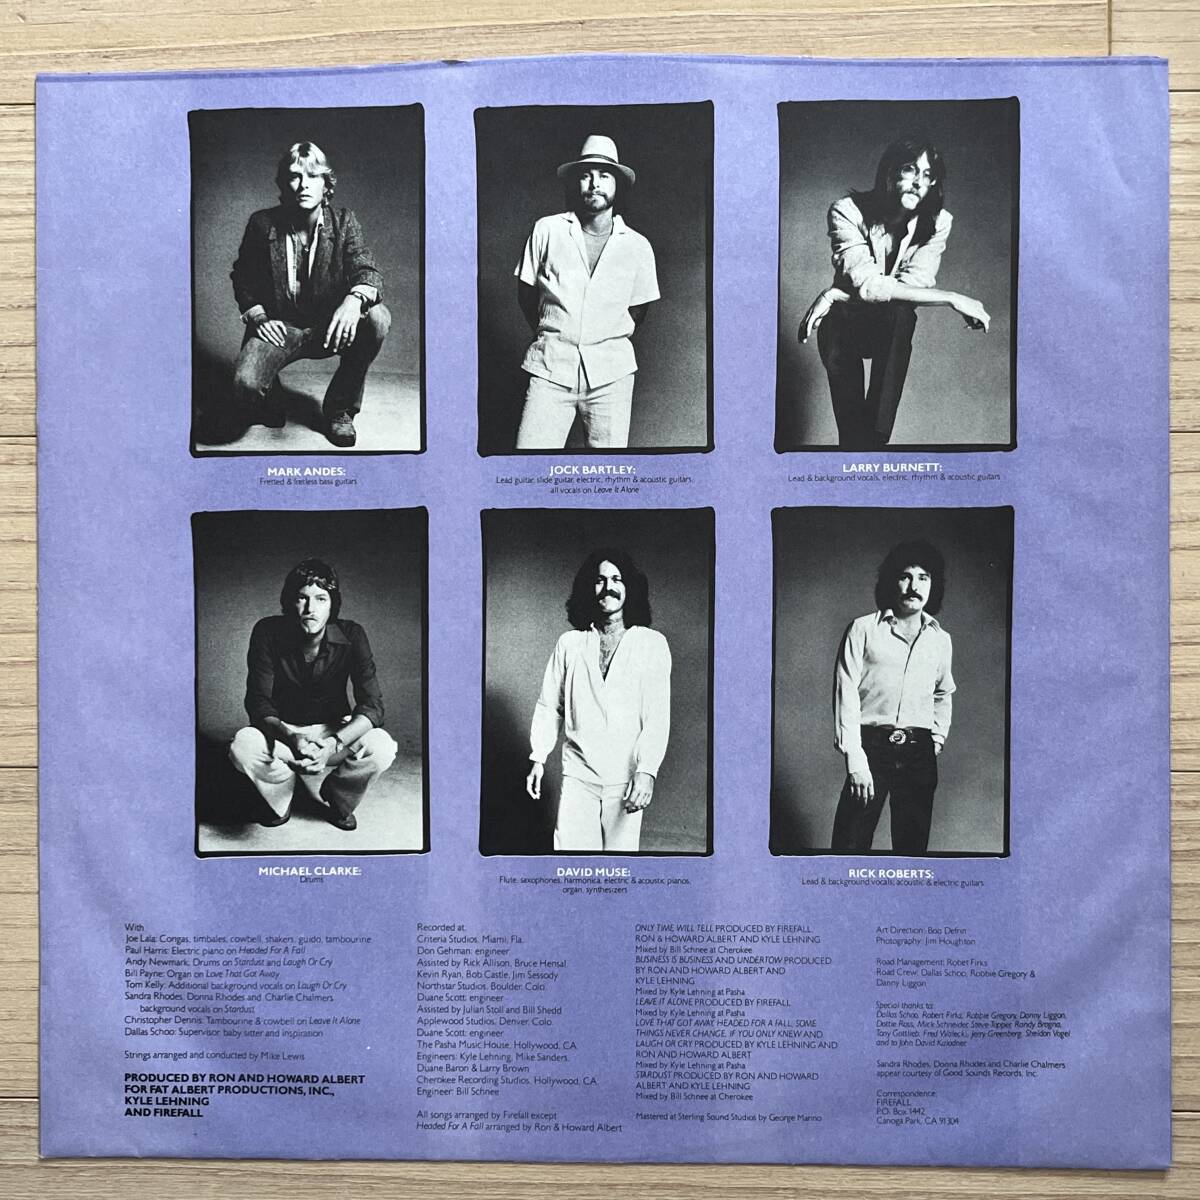 MARK ANDES:
Fretted & fretless bass guitars
JOCK BARTLEY:
Lead guitar, slide guitar, electric, rhythm & acoustic guitars,
all vocals on Leave It Alone
LARRY BURNETT:
Lead & background vocals, electric, rhythm & acoustic guitars
MICHAEL CLARKE:
Drums
DAVID MUSE:
Flute, saxophones, harmonica, electric & acoustic pianos,
organ, synthesizers
RICK ROBERTS:
Lead & background vocals, acoustic & electric guitars
With
Joe Lala: Congas, timbales, cowbell, shakers, guido, tambourine
Paul Harris: Electric piano on Headed For A Fall
Andy Newmark, Drums on Stardust and Laugh Or Cry
Bill Payne: Organ on Love That Got Away
Tom Kelly: Additional background vocals on Laugh Or Cry
Sandra Rhodes, Donna Rhodes and Charlie Chalmers
background vocals on Stardust
Christopher Dennis: Tambourine & cowbell on Leave It Alone
Dallas Schoo: Supervisor: baby sitter and inspiration
Strings arranged and conducted by Mike Lewis
PRODUCED BY RON AND HOWARD ALBERT
FOR FAT ALBERT PRODUCTIONS, INC.,
KYLE LEHNING
AND FIREFALL
Recorded at:
Criteria Studios, Miami, Fla.
Don Gehman: engineer
Assisted by Rick Allison, Bruce Hensal
Kevin Ryan, Bob Castle, Jim Sessody
Northstar Studios, Boulder, Colo.
Duane Scott: engineer
Assisted by Julian Stoll and Bill Shedd
Applewood Studios, Denver, Colo.
Duane Scott: engineer
The Pasha Music House, Hollywood, CA
Engineers: Kyle Lehning, Mike Sanders,
Duane Baron & Larry Brown
Cherokee Recording Studios, Hollywood, CA.
Engineer: Bill Schnee
All songs arranged by Firefall except
Headed For A Fall arranged by Ron & Howard Albert
ONLY TIME WILL TELL PRODUCED BY FIREFALL,
RON & HOWARD ALBERT AND KYLE LEHNING
Mixed by Bill Schnee at Cherokee
BUSINESS IS BUSINESS AND UNDERTOW PRODUCED
BY RON AND HOWARD ALBERT AND
KYLE LEHNING
Mixed by Kyle Lehning at Pasha
LEAVE IT ALONE PRODUCED BY FIREFALL
Mixed by Kyle Lehning at Pasha
LOVE THAT GOT AWAY, HEADED FOR A FALL, SOME
THINGS NEVER CHANGE, IF YOU ONLY KNEW AND
LAUGH OR CRY PRODUCED BY KYLE LEHNING AND
RON AND HOWARD ALBERT
Mixed by Kyle Lehning at Pasha
STARDUST PRODUCED BY RON AND HOWARD
ALBERT AND KYLE LEHNING
Mixed by Bill Schnee at Cherokee
Mastered at Sterling Sound Studios by George Marino
Art Direction: Bob Defrin
Photography: Jim Houghton
Road Management: Robet Firks
Road Crew: Dallas Schoo, Robbie Gregory &
Danny Liggon
Special thanks to:
Dallas Schoo, Robert Firks, Robbie Gregory, Danny Liggon,
Dottie Ross, Mick Schneider, Steve Tapper, Randy Brogna,
Tony Gottlieb, Fred Walecki, Jerry Greenberg, Sheldon Vogel
and to John David Kalodner
Sandra Rhodes, Donna Rhodes and Charlie Chalmers
appear courtesy of Good Sounds Records, Inc.
Correspondence:
FIREFALL
P.O. Box 1442
Canoga Park, CA 91304